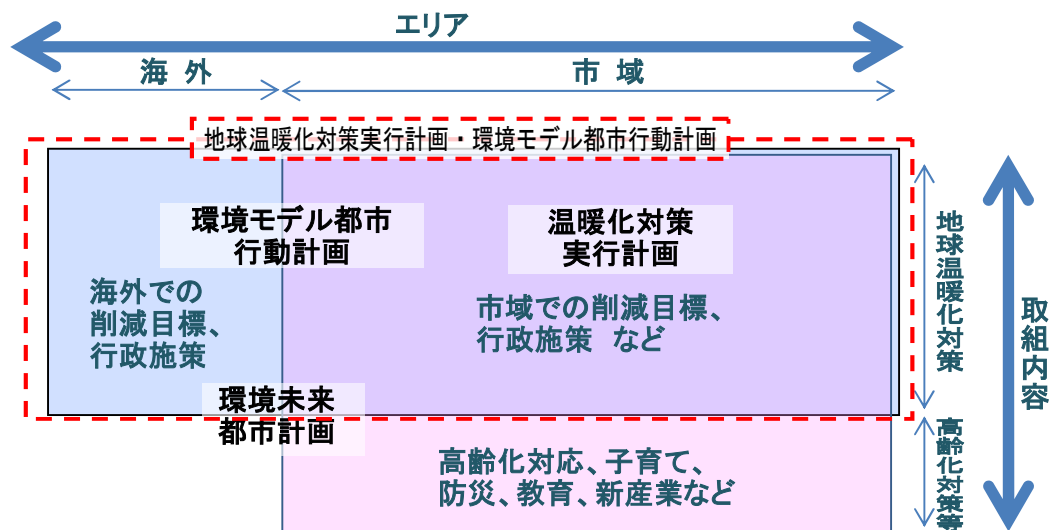 エリア
海 外
市 域
地球温暖化対策実行計画・環境モデル都市行動計画
環境モデル都市
行動計画
温暖化対策
実行計画
海外での
削減目標、
行政施策
市域での削減目標、
行政施策 など
環境未来
都市計画
高齢化対応、子育て、
防災、教育、新産業など
地球温暖化対策
高齢化対策等
取組内容